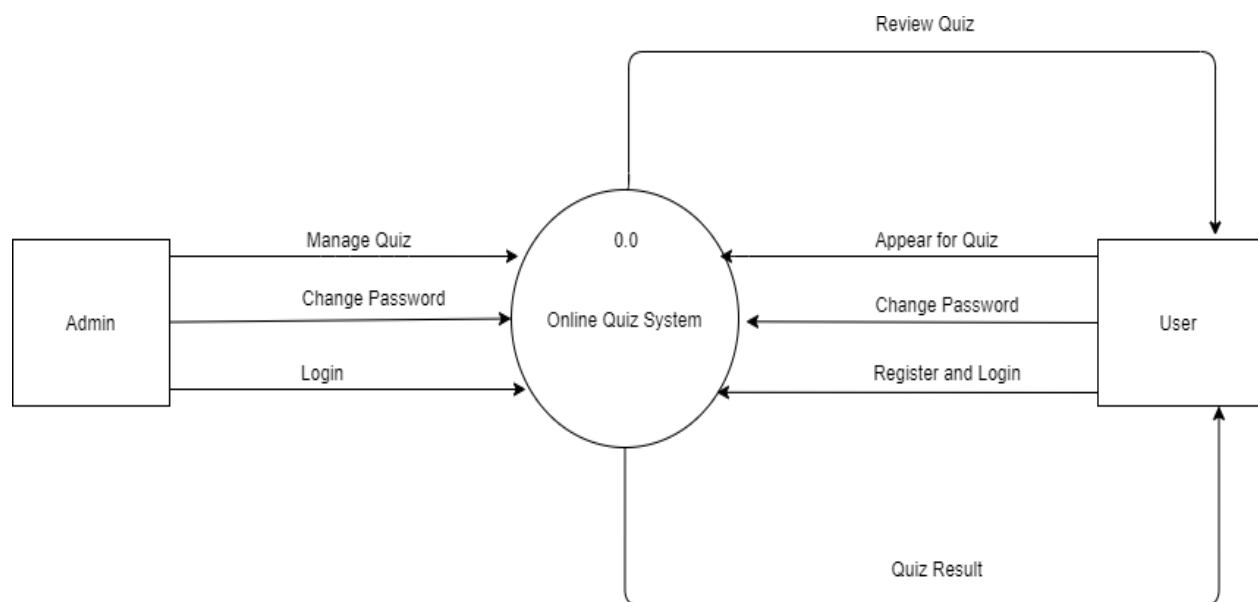 Review Quiz
Manage Quiz
0.0
Appear for Quiz
Change Password
Change Password
Admin
Online Quiz System
User
Login
Register and Login
Quiz Result